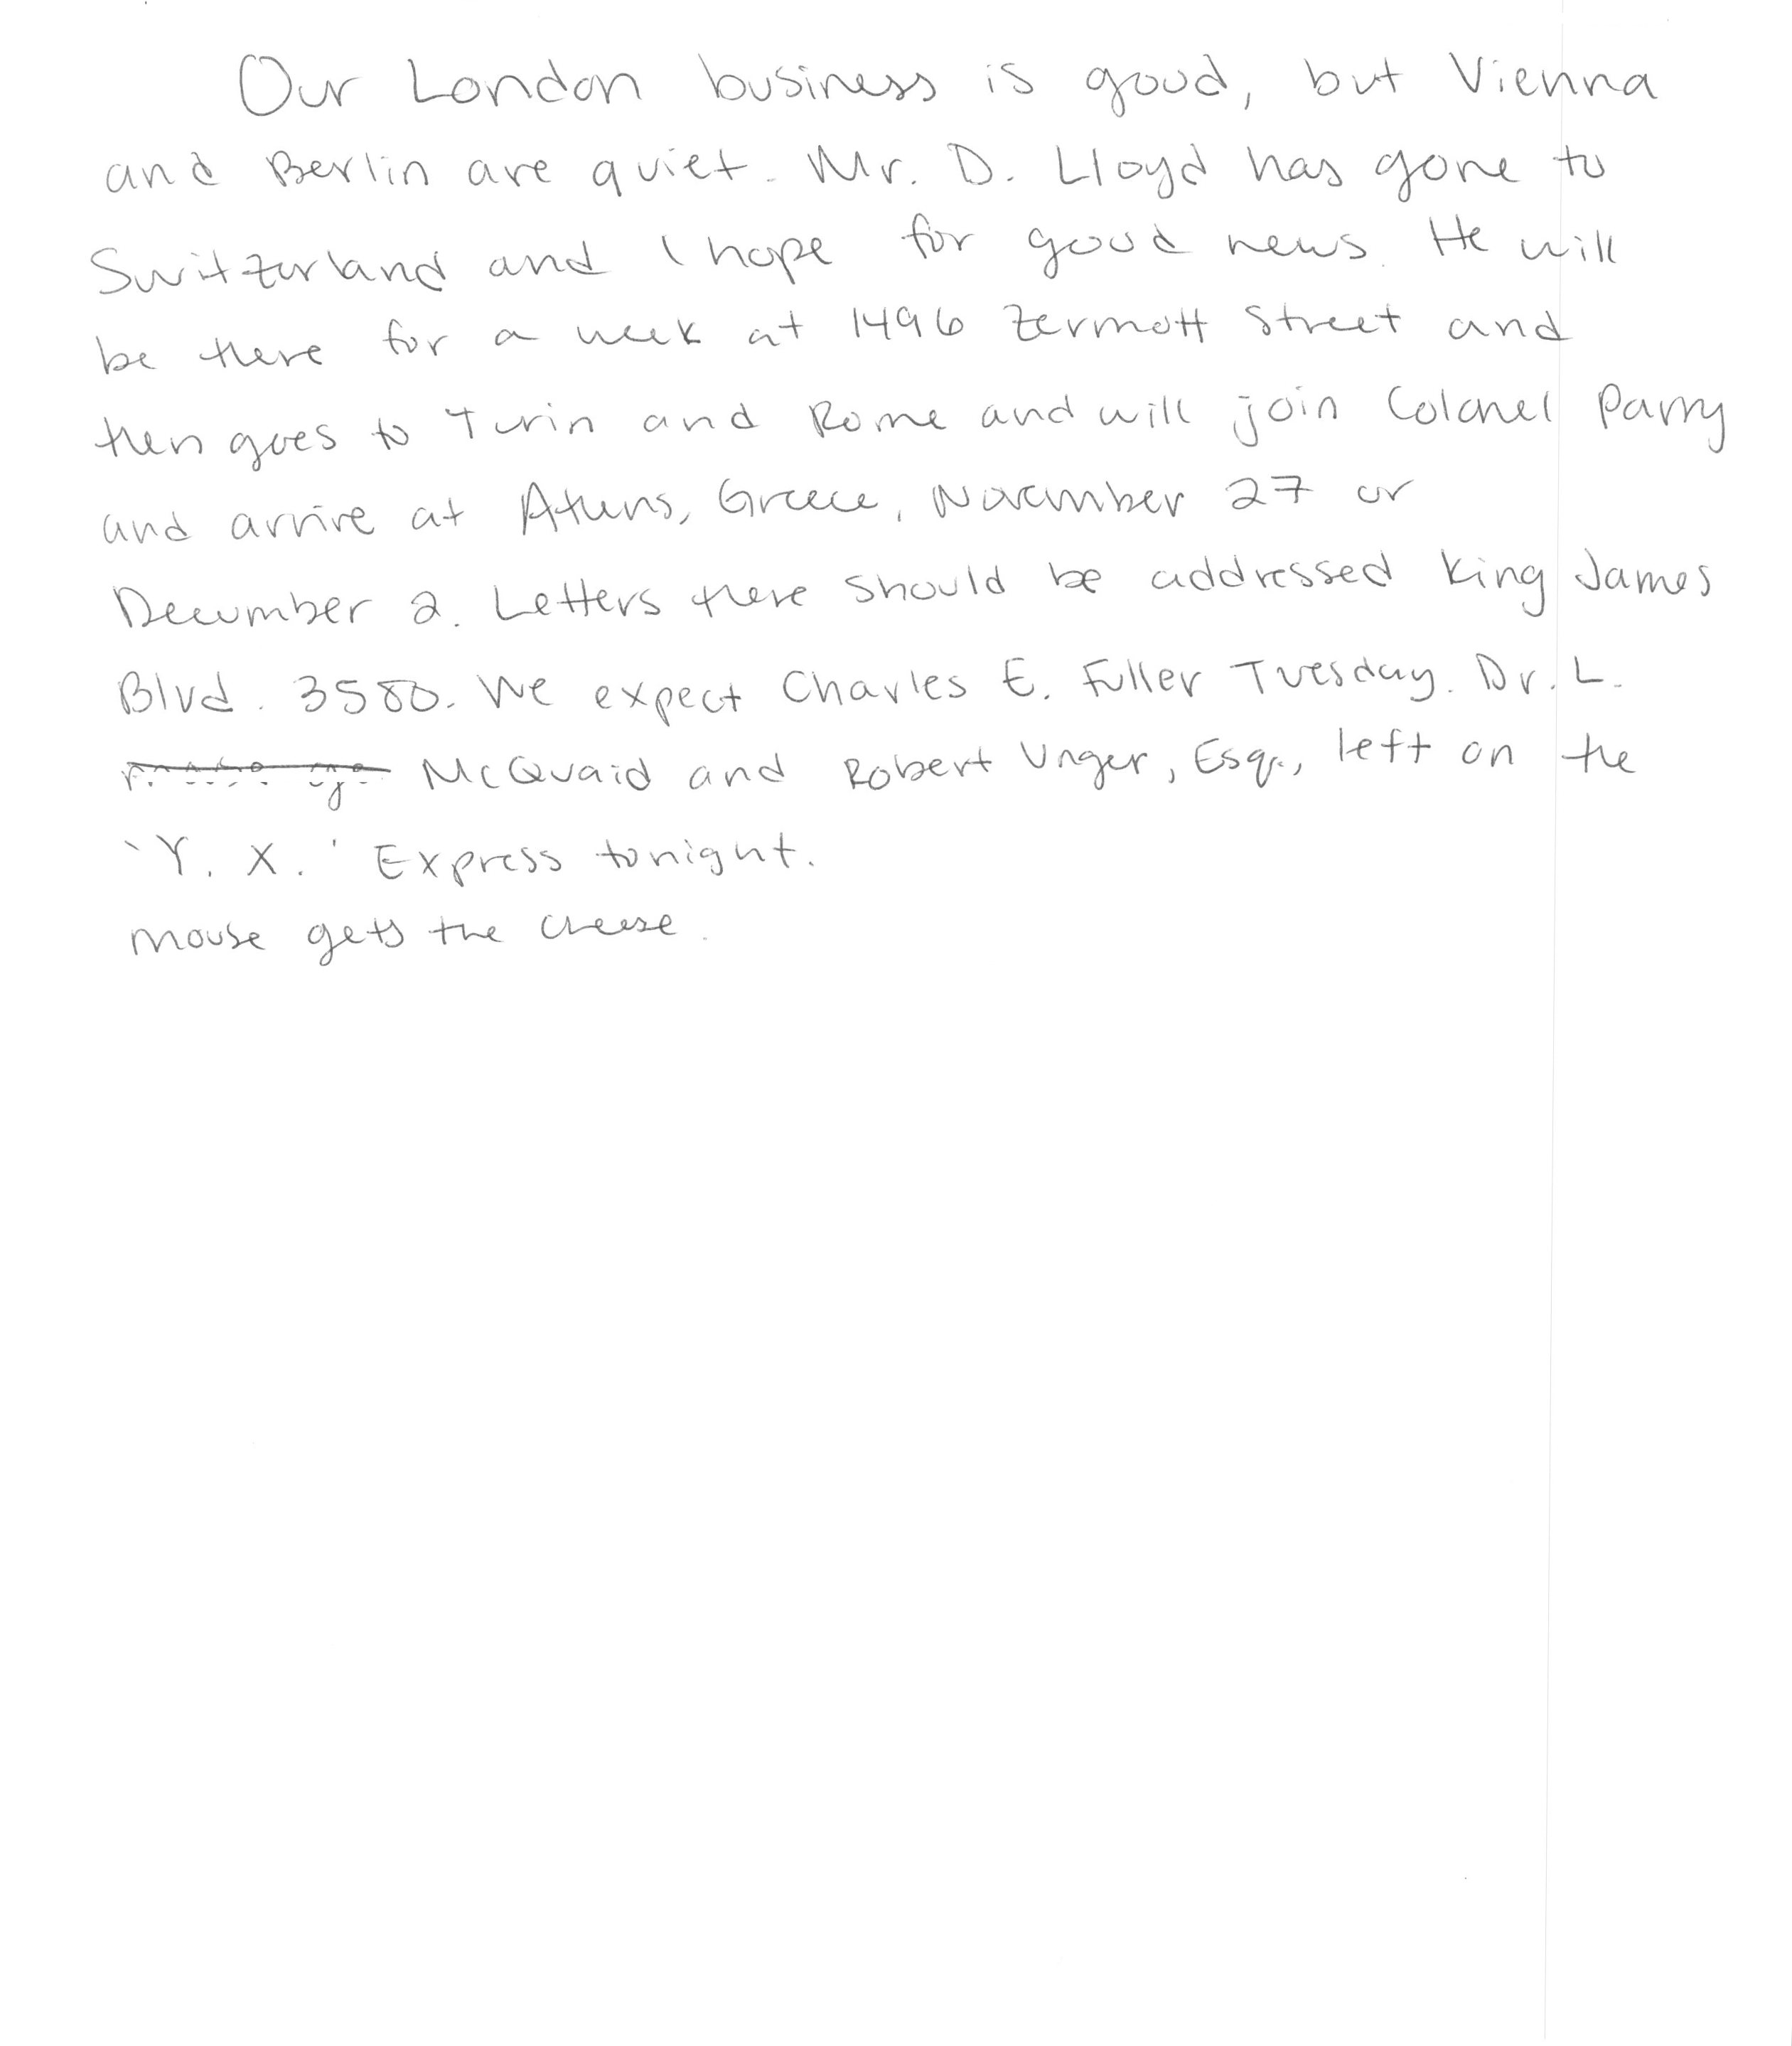 Our London business is good, but Vienna
and Berlin are quiet. Mr. D. Lloyd has gone to
Switzerland and I hope for good news. He will
be there for a week at 1496 Zermott Street and
then goes to Turin and Rome and will join Colonel Parry
and arrive at Athens, Greece, November 27 or
December 2. Letters there should be addressed King James
Blvd. 3580. We expect Charles E. Fuller Tuesday. Dr. L.
McQuaid and Robert Unger, Esq., left on the
'Y. X.' Express tonight.
mouse gets the cheese.